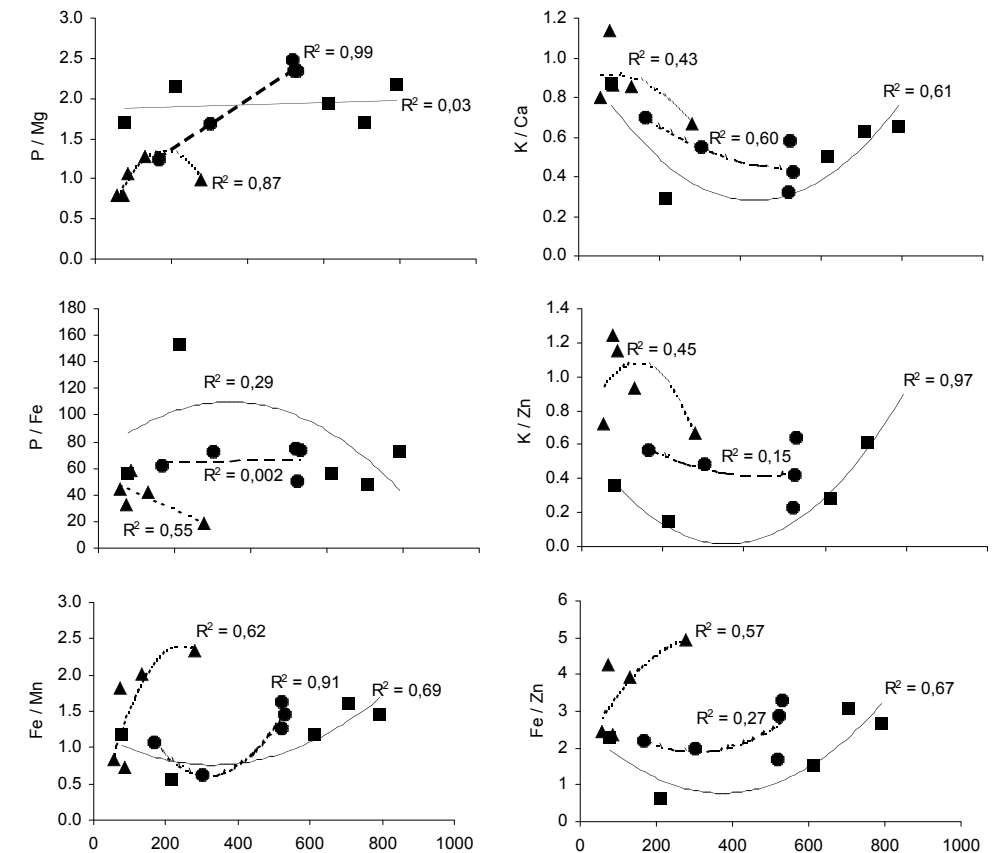 3.0
2.5
2.0
1.5
1.0
0.5
0.0
P / Mg
R² = 0,99
R² = 0,03
R² = 0,87
1.2
1.0
0.8
0.6
0.4
0.2
0.0
K / Ca
R² = 0,43
R² = 0,61
R² = 0,60
180
160
140
120
100
80
60
40
20
0
P / Fe
R² = 0,29
R² = 0,002
R² = 0,55
1.4
1.2
1.0
0.8
0.6
0.4
0.2
0.0
K / Zn
R² = 0,45
R² = 0,97
R² = 0,15
3.0
2.5
2.0
1.5
1.0
0.5
0.0
Fe / Mn
R² = 0,62
R² = 0,91
R² = 0,69
0 200 400 600 800 1000
6
5
4
3
2
1
0
Fe / Zn
R² = 0,57
R² = 0,67
R² = 0,27
0 200 400 600 800 1000